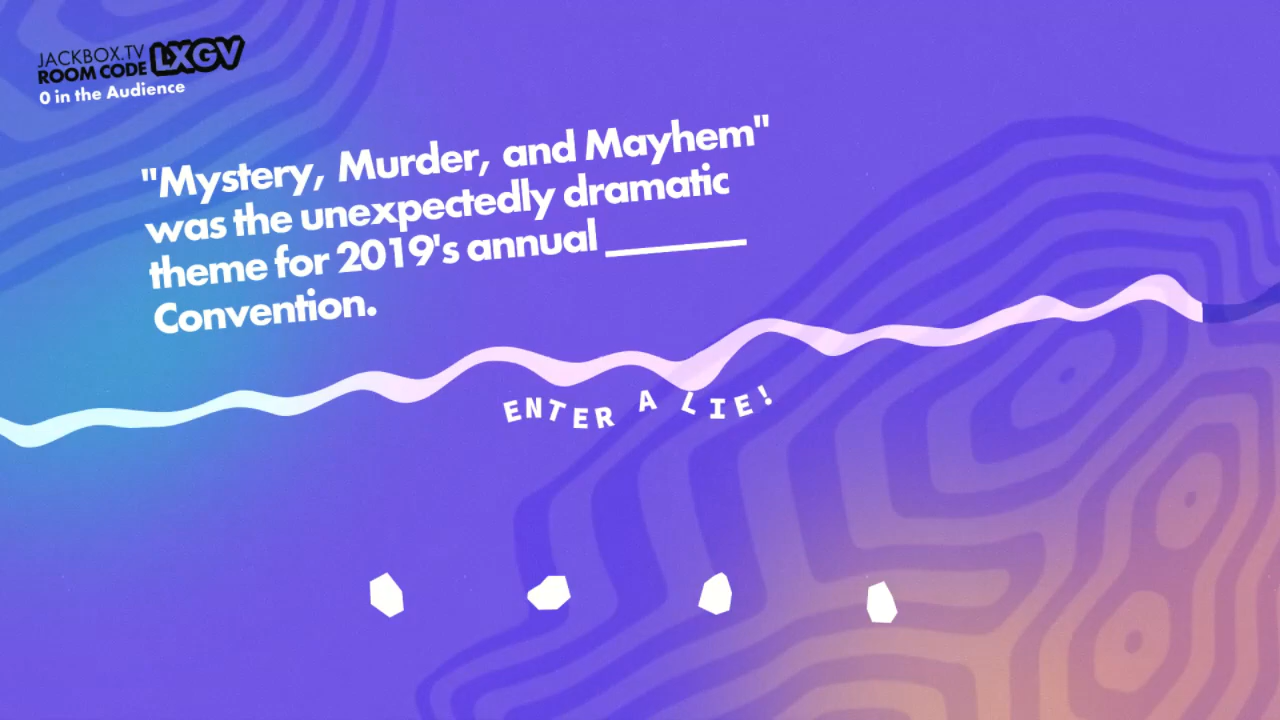 JACKBOX.TV
ROOM CODE LXGV
0 in the Audience
"Mystery, Murder, and Mayhem"
was the unexpectedly dramatic
theme for 2019's annual ______
Convention.
ENTER A LIE!